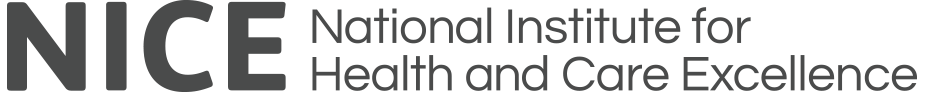 NICE
National Institute for
Health and Care Excellence